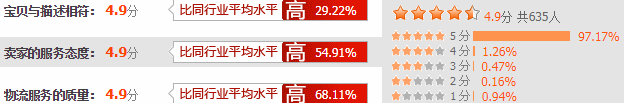 宝贝与描述相符： 4.9分 比同行业平均水平 高 29.22%
卖家的服务态度： 4.9分 比同行业平均水平 高 54.91%
物流服务的质量： 4.9分 比同行业平均水平 高 68.11%
4.9分 共635人
5 分 97.17%
4 分 1.26%
3 分 0.47%
2 分 0.16%
1 分 0.94%